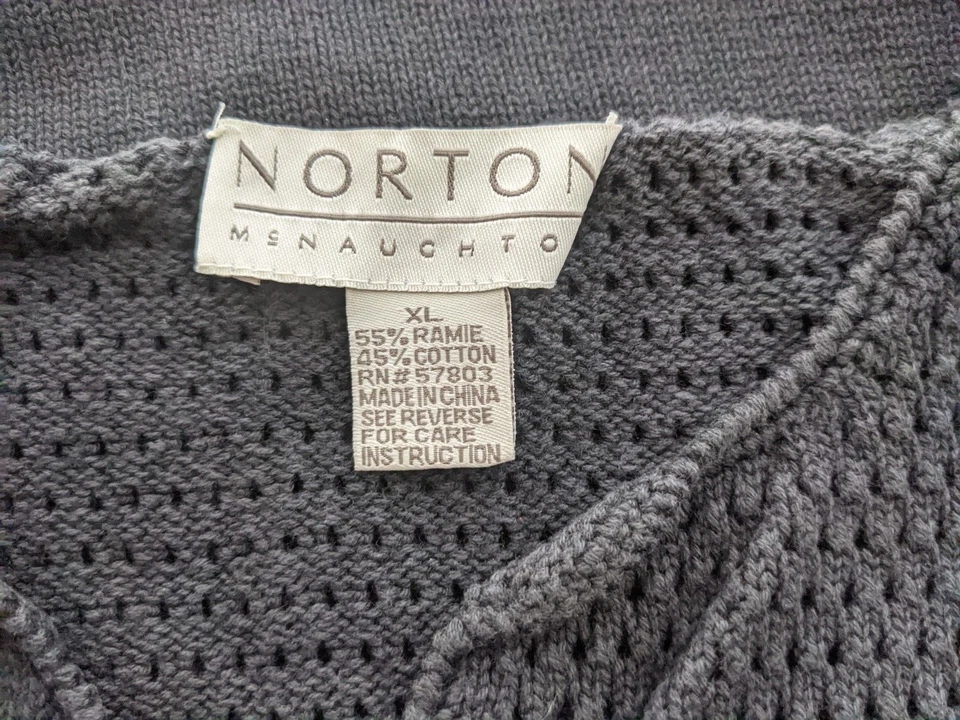 NORTON
McNAUGHTO
XL
55% RAMIE
45% COTTON
RN# 57803
MADE IN CHINA
SEE REVERSE
FOR CARE
INSTRUCTION